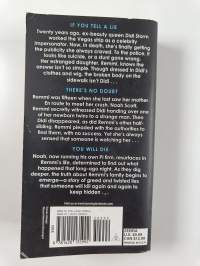 IF YOU TELL A LIE
Twenty years ago, ex-beauty queen Didi Storm
worked the Vegas strip as a celebrity
impersonator. Now, in death, she's finally getting
the publicity she always craved. To the police, it
looks like suicide, or a stunt gone wrong.
Her estranged daughter, Remmi, knows the
answer isn't so simple. Though dressed in Didi's
clothes and wig, the broken body on the
sidewalk isn't Didi . . .
THERE'S NO DOUBT
Remmi was fifteen when she last saw her mother.
En route to meet her crush, Noah Scott,
Remmi secretly witnessed Didi handing over one
of her newborn twins to a strange man. Then
Didi disappeared, as did Remmi's other half-
sibling. Remmi pleaded with the authorities to
find them, with no success. Yet she's always
sensed that someone is watching her . . .
YOU WILL DIE
Noah, now running his own PI firm, resurfaces in
Remmi's life, determined to find out what
happened that long-ago night. As they dig
deeper, the truth about Remmi's family begins to
emerge—a story of greed and twisted lies
that someone will kill again and again to
keep hidden . . .